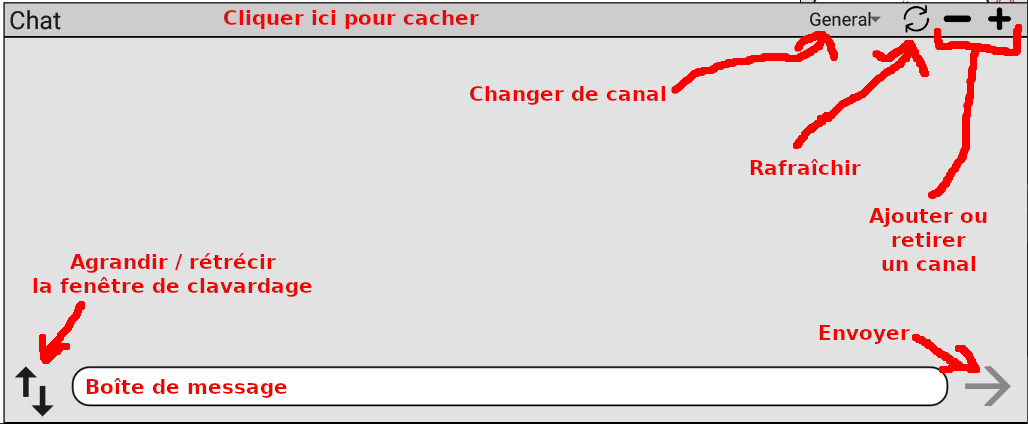 Chat
Cliquer ici pour cacher
General
Changer de canal
Rafraîchir
Ajouter ou
retirer
un canal
Agrandir / rétrécir
la fenêtre de clavardage
Envoyer
Boîte de message